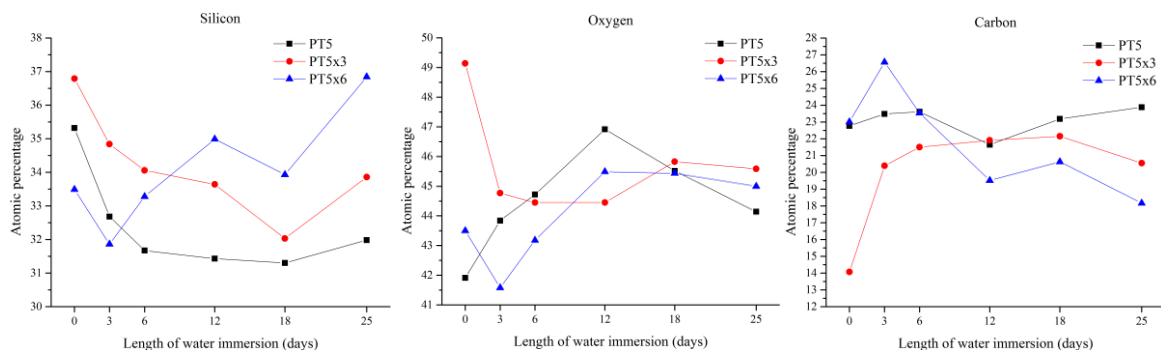 Silicon
38
37
36
35
34
33
32
31
30
Atomic percentage
PT5
PT5x3
PT5x6
0 3 6 12 18 25
Length of water immersion (days)
Oxygen
50
49
48
47
46
45
44
43
42
41
Atomic percentage
PT5
PT5x3
PT5x6
0 3 6 12 18 25
Length of water immersion (days)
Carbon
28
27
26
25
24
23
22
21
20
19
18
17
16
15
14
13
12
Atomic percentage
PT5
PT5x3
PT5x6
0 3 6 12 18 25
Length of water immersion (days)